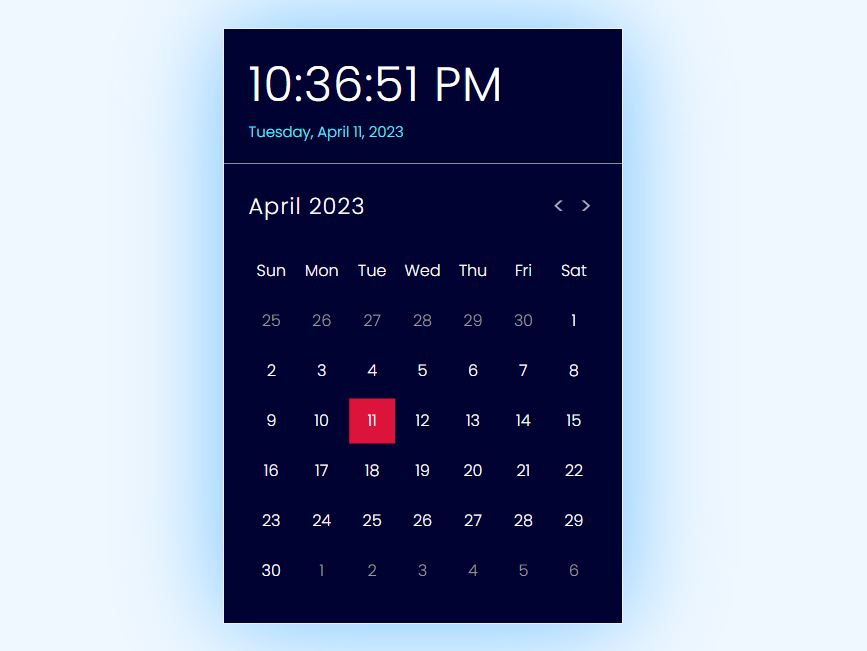 10:36:51 PM
Tuesday, April 11, 2023
April 2023 < >
Sun Mon Tue Wed Thu Fri Sat
25 26 27 28 29 30 1
2 3 4 5 6 7 8
9 10 11 12 13 14 15
16 17 18 19 20 21 22
23 24 25 26 27 28 29
30 1 2 3 4 5 6